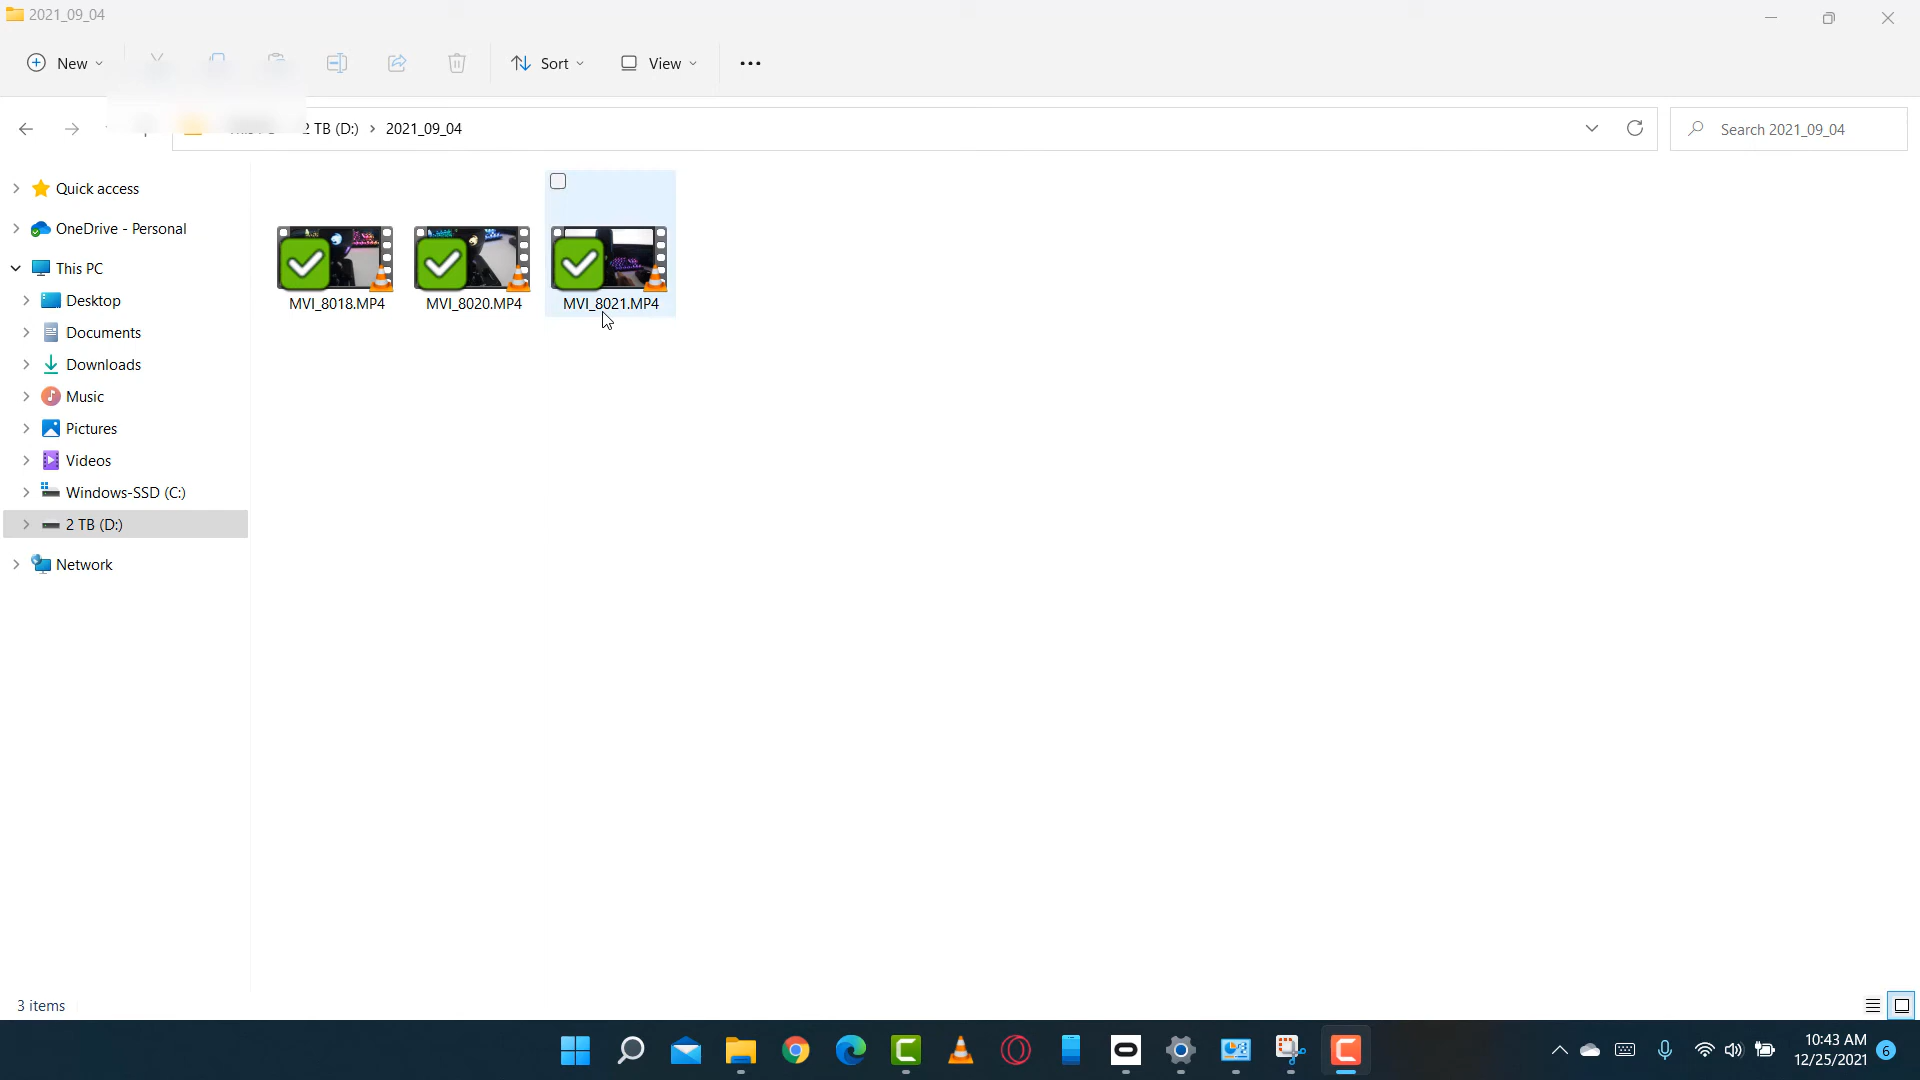 2021_09_04
New
Sort
View
2 TB (D:) > 2021_09_04
Search 2021_09_04
Quick access
OneDrive - Personal
This PC
Desktop
Documents
Downloads
Music
Pictures
Videos
Windows-SSD (C:)
2 TB (D:)
Network
MVI_8018.MP4
MVI_8020.MP4
MVI_8021.MP4
3 items
10:43 AM
12/25/2021
6